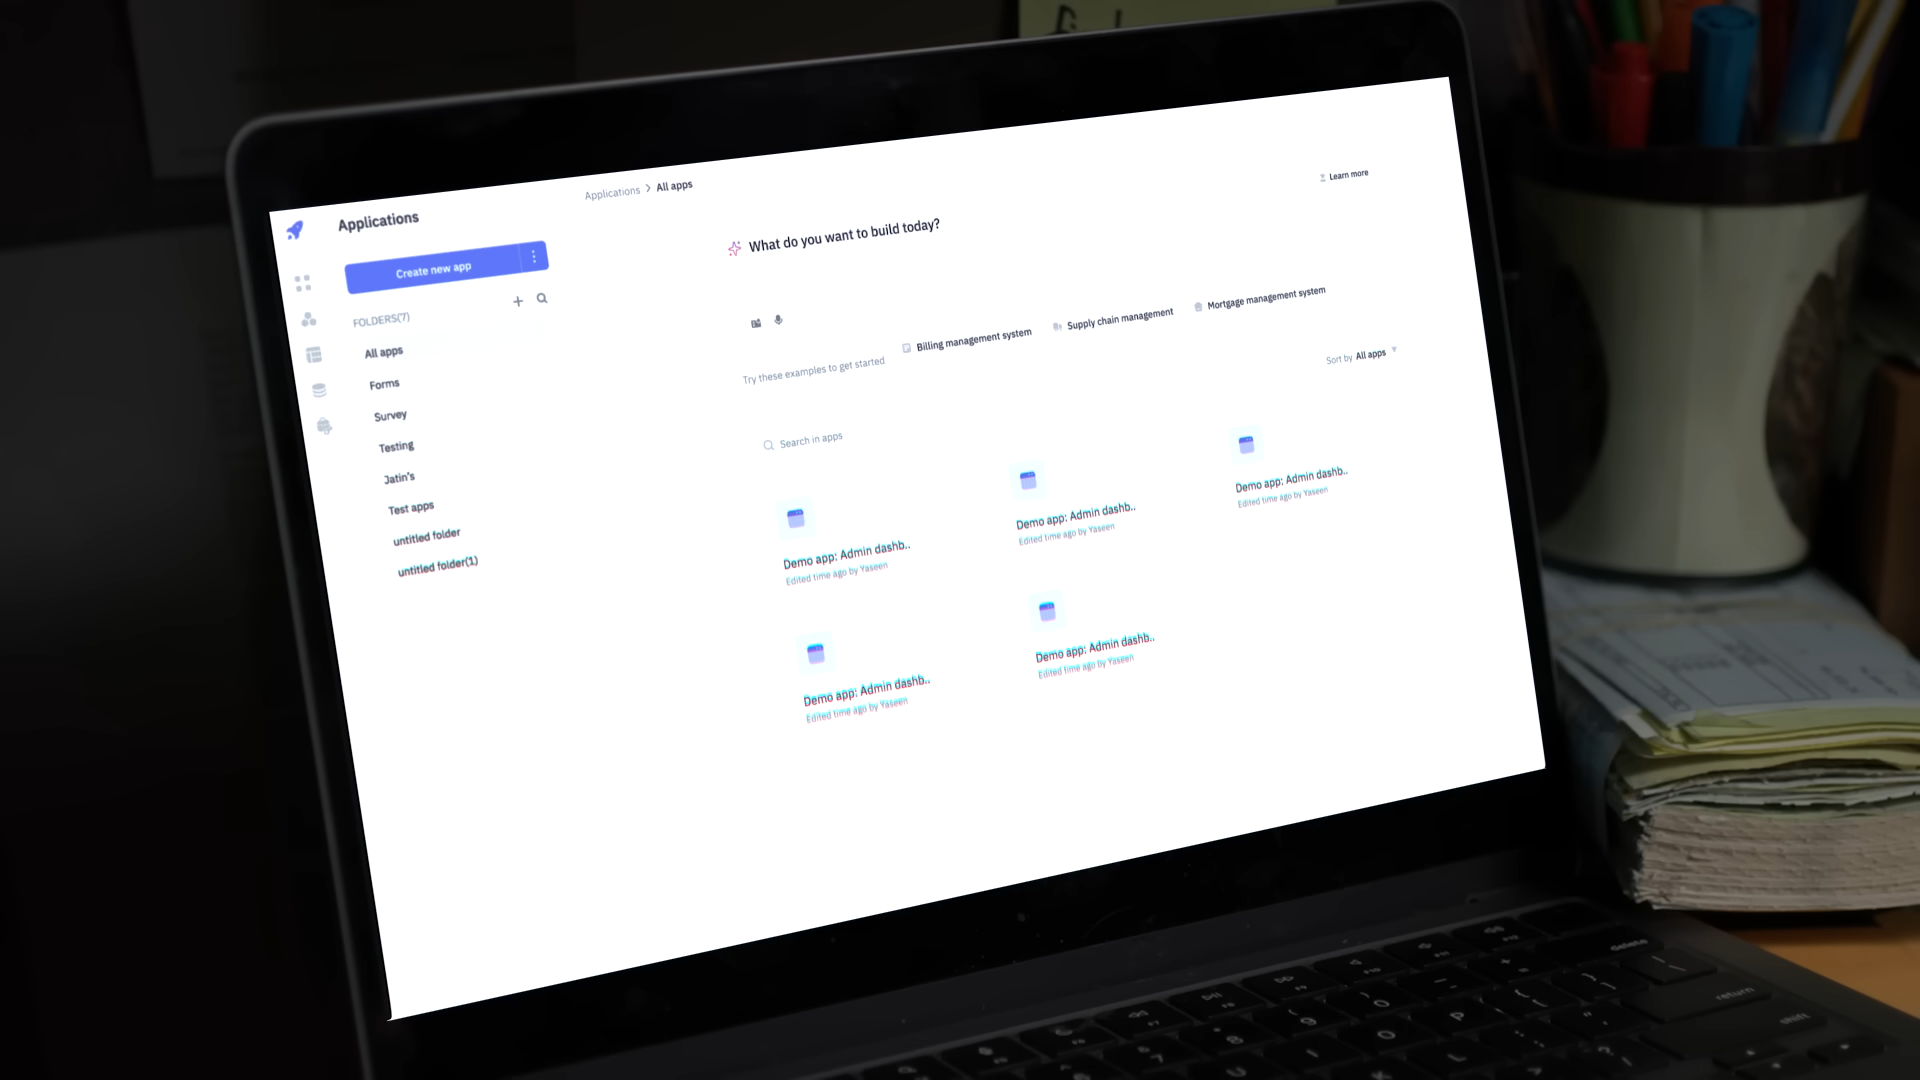 Applications
Create new app
FOLDERS(7)
All apps
Forms
Survey
Testing
Jatin's
Test apps
untitled folder
untitled folder(1)
Applications > All apps
Learn more
What do you want to build today?
Try these examples to get started
Billing management system
Supply chain management
Mortgage management system
Sort by All apps
Search in apps
Demo app: Admin dashb..
Edited time ago by Yaseen
Demo app: Admin dashb..
Edited time ago by Yaseen
Demo app: Admin dashb..
Edited time ago by Yaseen
Demo app: Admin dashb..
Edited time ago by Yaseen
Demo app: Admin dashb..
Edited time ago by Yaseen
delete
return
shift